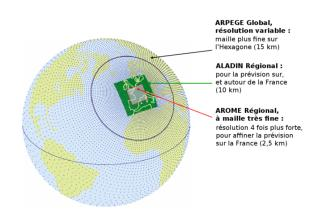 ARPEGE Global,
résolution variable :
maille plus fine sur
l'Hexagone (15 km)
ALADIN Régional :
pour la prévision sur,
et autour de la France
(10 km)
AROME Régional,
à maille très fine :
résolution 4 fois plus forte,
pour affiner la prévision
sur la France (2,5 km)